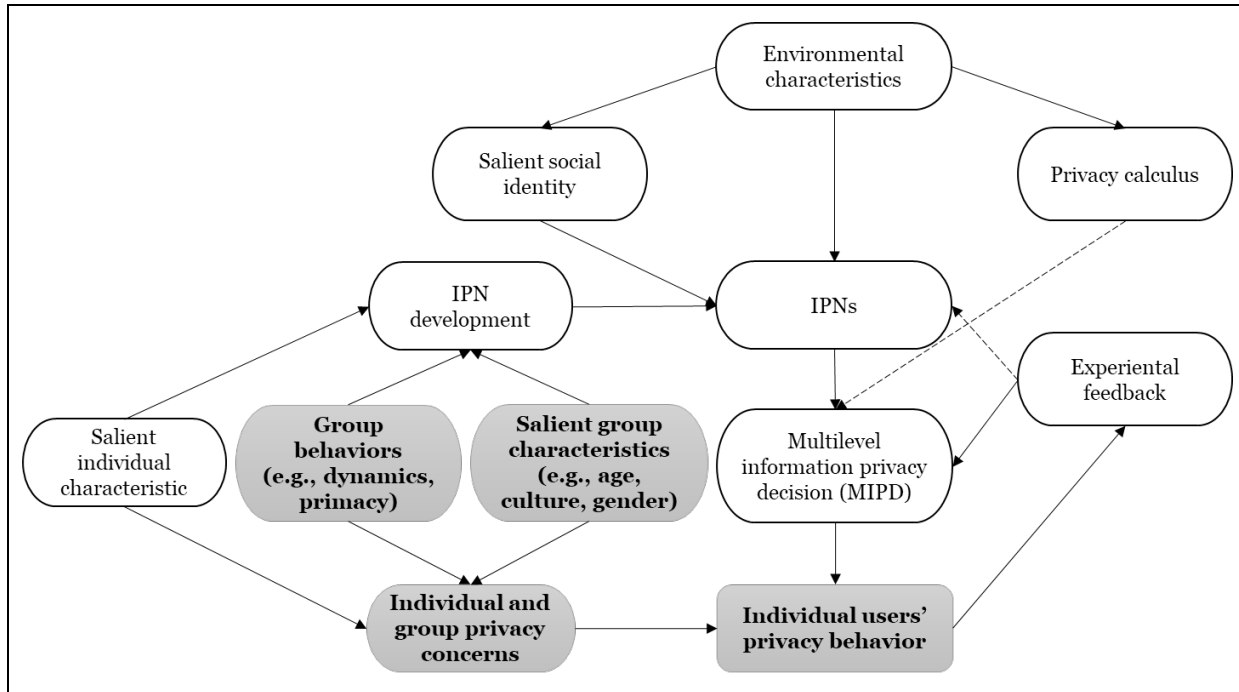 Environmental
characteristics
Salient social
identity
Privacy calculus
IPN
development
IPNs
Experiental
feedback
Salient
individual
characteristic
Group
behaviors
(e.g., dynamics,
primacy)
Salient group
characteristics
(e.g., age,
culture, gender)
Multilevel
information privacy
decision (MIPD)
Individual and
group privacy
concerns
Individual users’
privacy behavior